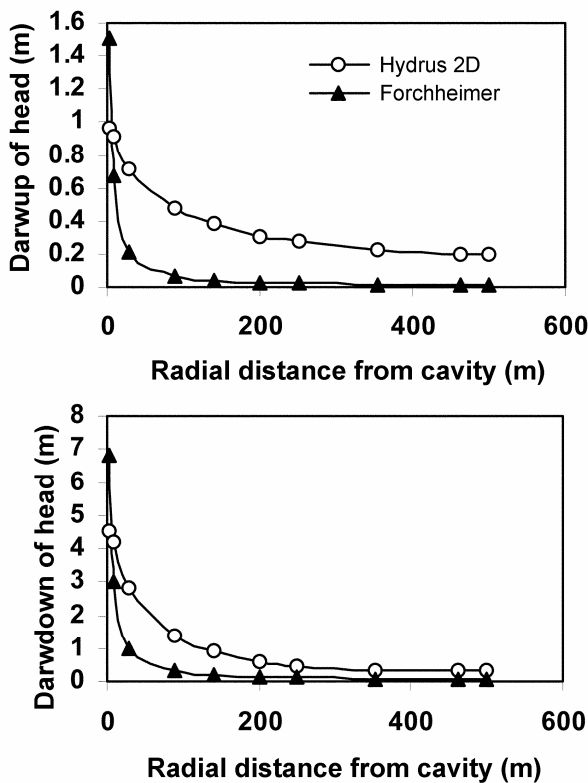 Darwup of head (m)
1.6
1.4
1.2
1
0.8
0.6
0.4
0.2
0
Hydrus 2D
Forchheimer
0 200 400 600
Radial distance from cavity (m)
Darwdown of head (m)
8
7
6
5
4
3
2
1
0
0 200 400 600
Radial distance from cavity (m)